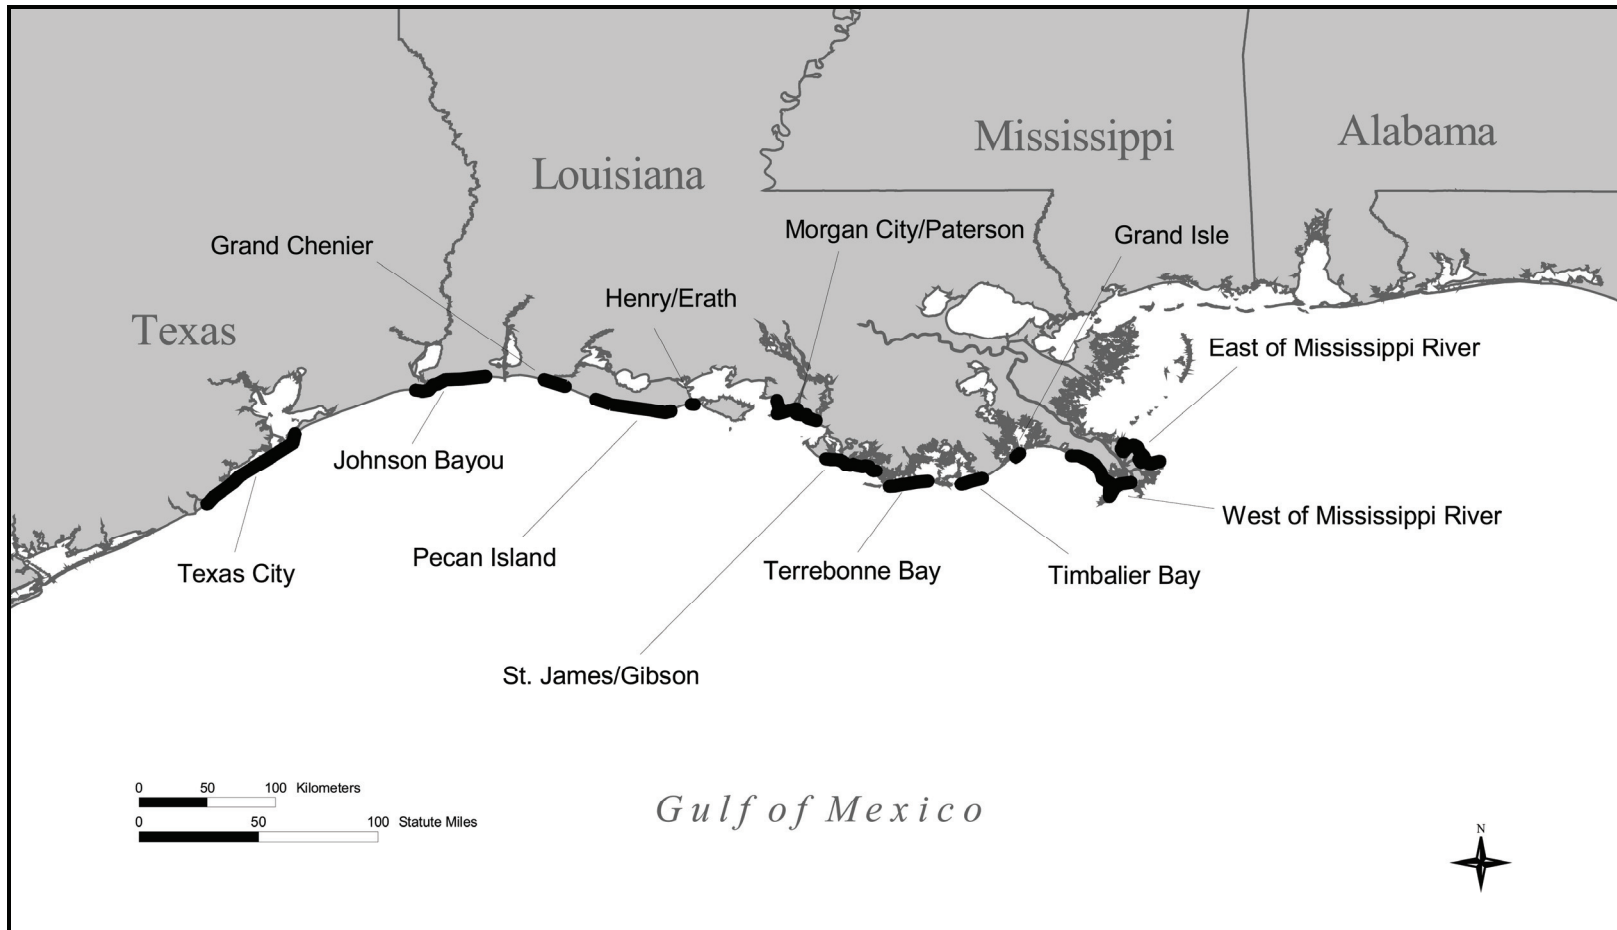 Mississippi
Alabama
Louisiana
Morgan City/Paterson
Grand Isle
Grand Chenier
Henry/Erath
Texas
East of Mississippi River
Johnson Bayou
West of Mississippi River
Pecan Island
Texas City
Terrebonne Bay
Timbalier Bay
St. James/Gibson
0 50 100 Kilometers
0 50 100 Statute Miles
Gulf of Mexico
N